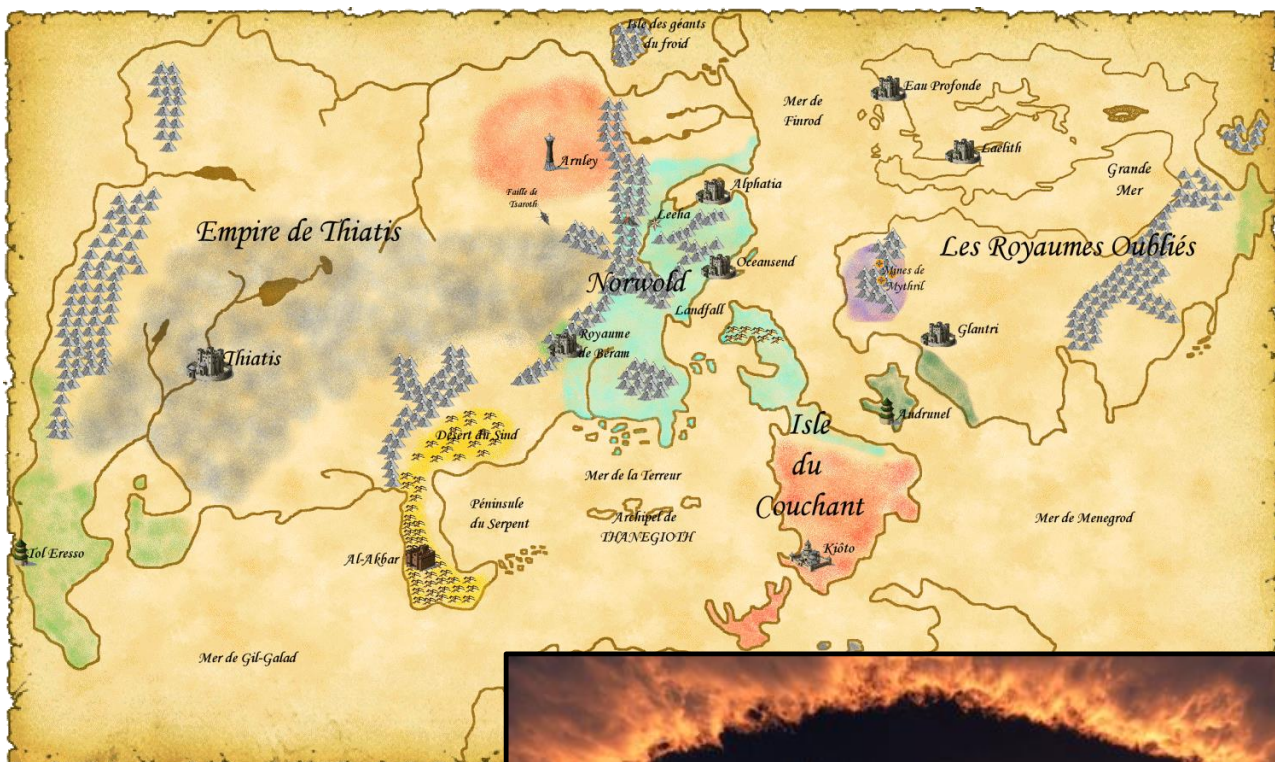 Isle des géants
du froid
Eau Profonde
Mer de
Finrod
Laelith
Arnley
Grande
Mer
Alphatia
Faille de
Tsaroth
Leeha
Empire de Thiatis
Les Royaumes Oubliés
Oceansend
Mines de
Mythril
Norwold
Landfall
Glantri
Royaume
de Beram
Thiatis
Andrunel
Isle
du
Couchant
Désert du Sind
Mer de la Terreur
Péninsule
du Serpent
Archipel de
THANEGIOTH
Mer de Menegrod
Tol Eresso
Al-Akbar
Kiôto
Mer de Gil-Galad